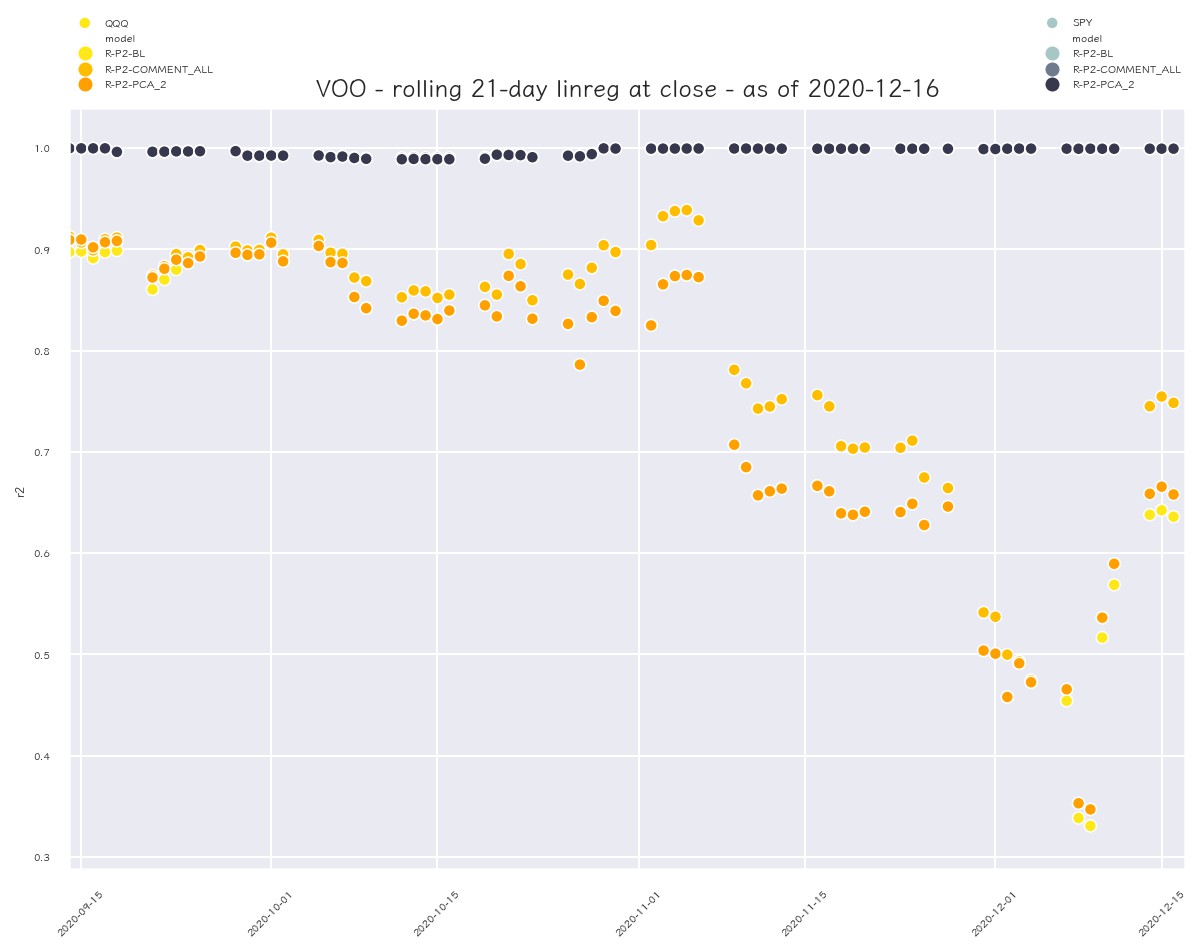 QQQ
model
R-P2-BL
R-P2-COMMENT_ALL
R-P2-PCA_2
SPY
model
R-P2-BL
R-P2-COMMENT_ALL
R-P2-PCA_2
VOO - rolling 21-day linreg at close - as of 2020-12-16
1.0
0.9
0.8
0.7
0.6
0.5
0.4
0.3
r2
2020-09-15
2020-10-01
2020-10-15
2020-11-01
2020-11-15
2020-12-01
2020-12-15